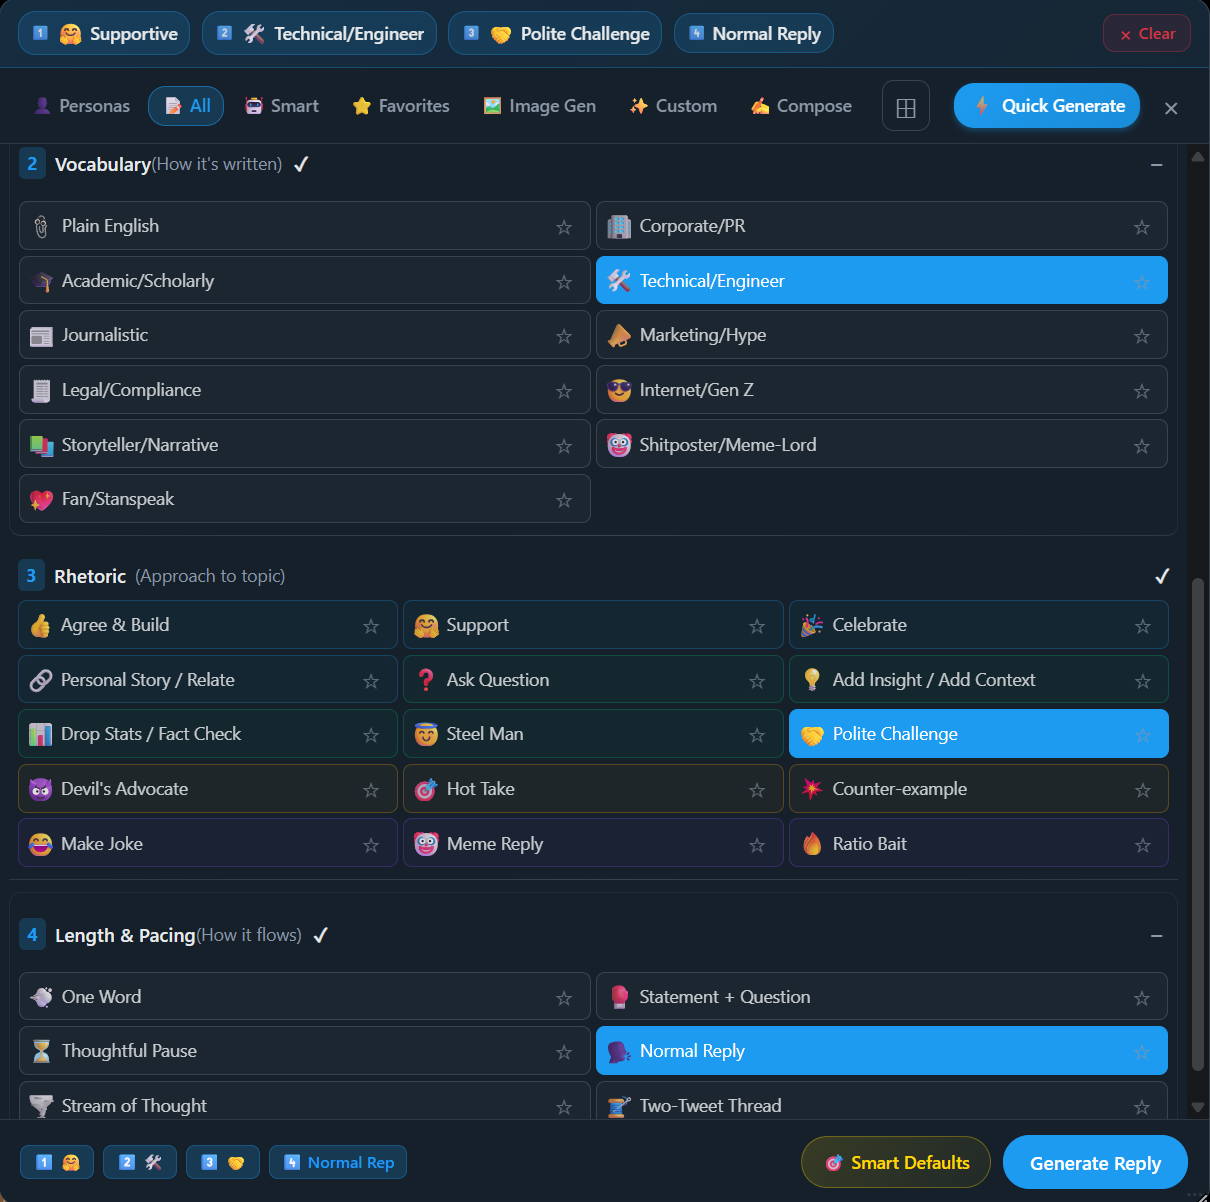 1 Supportive
2 Technical/Engineer
3 Polite Challenge
4 Normal Reply
× Clear
Personas
All
Smart
Favorites
Image Gen
Custom
Compose
Quick Generate
×
2 Vocabulary(How it's written) ✓
Plain English
Corporate/PR
Academic/Scholarly
Technical/Engineer
Journalistic
Marketing/Hype
Legal/Compliance
Internet/Gen Z
Storyteller/Narrative
Shitposter/Meme-Lord
Fan/Stanspeak
3 Rhetoric (Approach to topic) ✓
Agree & Build
Support
Celebrate
Personal Story / Relate
Ask Question
Add Insight / Add Context
Drop Stats / Fact Check
Steel Man
Polite Challenge
Devil's Advocate
Hot Take
Counter-example
Make Joke
Meme Reply
Ratio Bait
4 Length & Pacing(How it flows) ✓
One Word
Statement + Question
Thoughtful Pause
Normal Reply
Stream of Thought
Two-Tweet Thread
1
2
3
4 Normal Rep
Smart Defaults
Generate Reply